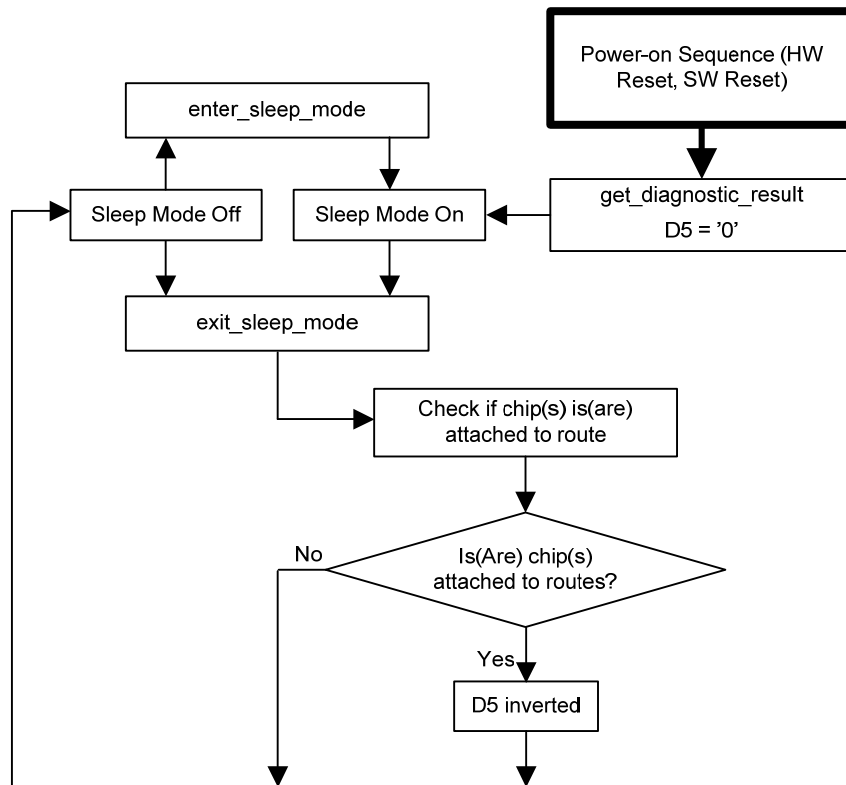 Power-on Sequence (HW
Reset, SW Reset)
enter_sleep_mode
get_diagnostic_result
D5 = '0'
Sleep Mode Off
Sleep Mode On
exit_sleep_mode
Check if chip(s) is(are)
attached to route
Is(Are) chip(s)
attached to routes?
No
Yes
D5 inverted